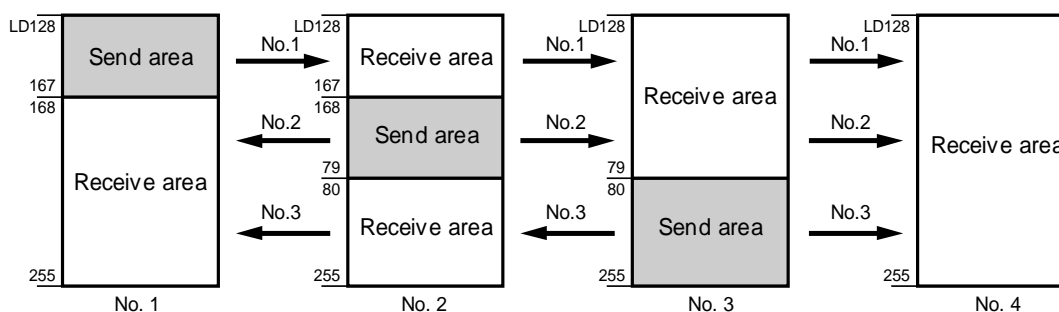 LD128
Send area
167
168
Receive area
255
No. 1
No.1
No.2
No.3
LD128
Receive area
167
168
Send area
79
80
Receive area
255
No. 2
No.1
No.2
No.3
LD128
Receive area
79
80
Send area
255
No. 3
No.1
No.2
No.3
LD128
Receive area
255
No. 4